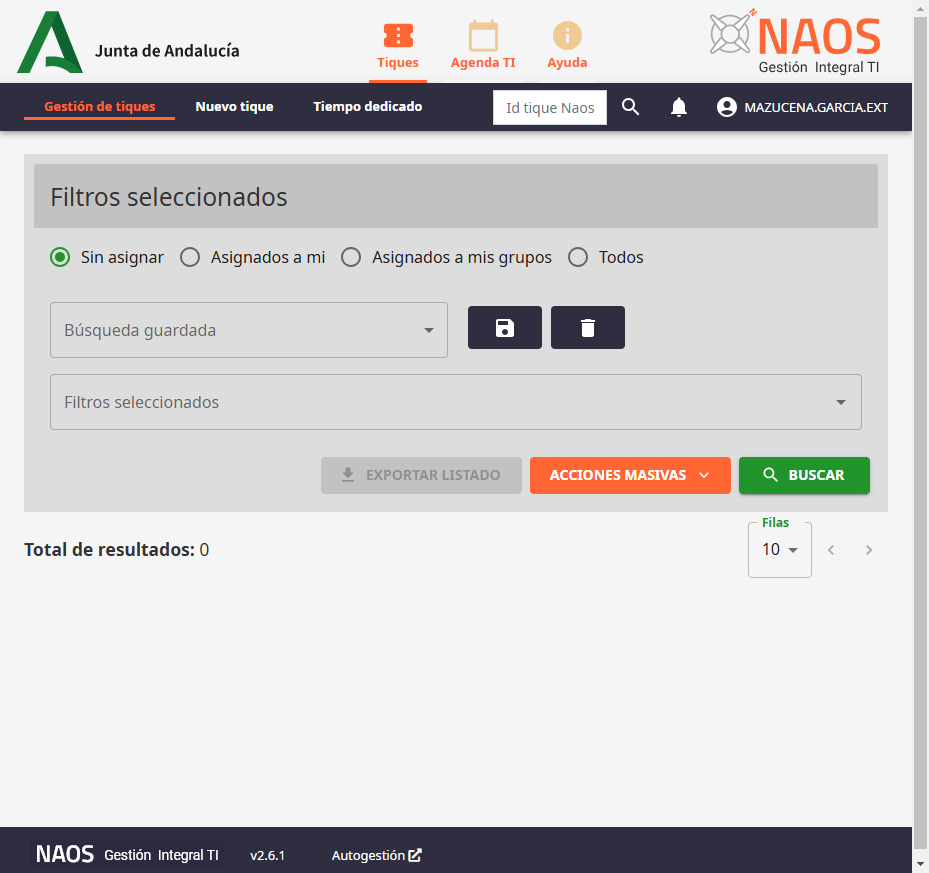 Junta de Andalucía
Tiques
Agenda TI
Ayuda
N
NAOS
Gestión Integral TI
Gestión de tiques
Nuevo tique
Tiempo dedicado
Id tique Naos
MAZUCENA.GARCIA.EXT
Filtros seleccionados
Sin asignar
Asignados a mi
Asignados a mis grupos
Todos
Búsqueda guardada
Filtros seleccionados
EXPORTAR LISTADO
ACCIONES MASIVAS
BUSCAR
Total de resultados: 0
Filas
10
NAOS Gestión Integral TI
v2.6.1
Autogestión